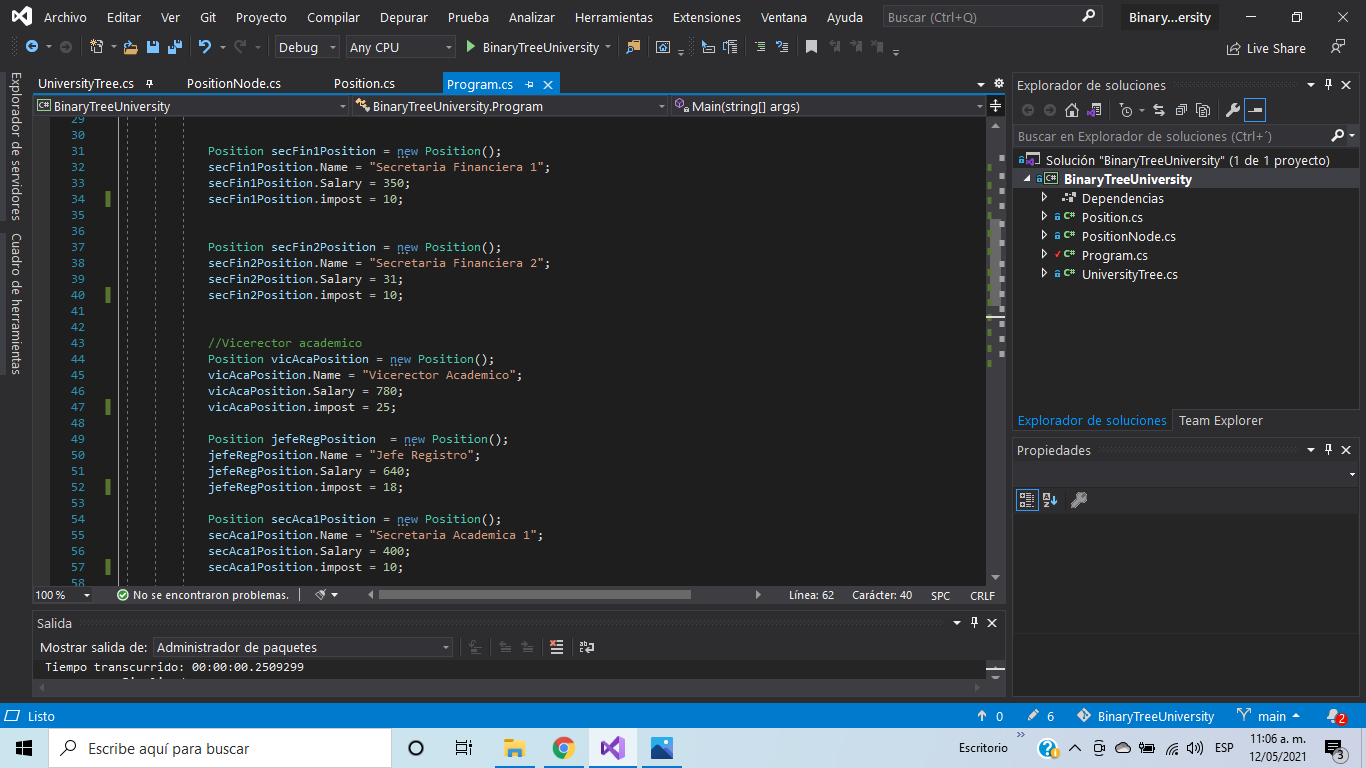 Archivo Editar Ver Git Proyecto Compilar Depurar Prueba Analizar Herramientas Extensiones Ventana Ayuda Buscar (Ctrl+Q) Binary...ersity
Debug Any CPU BinaryTreeUniversity Live Share
Explorador de servidores
Cuadro de herramientas
UniversityTree.cs PositionNode.cs Position.cs Program.cs
BinaryTreeUniversity BinaryTreeUniversity.Program Main(string[] args)
29
30
31 Position secFin1Position = new Position();
32 secFin1Position.Name = "Secretaria Financiera 1";
33 secFin1Position.Salary = 350;
34 secFin1Position.impost = 10;
35
36
37 Position secFin2Position = new Position();
38 secFin2Position.Name = "Secretaria Financiera 2";
39 secFin2Position.Salary = 31;
40 secFin2Position.impost = 10;
41
42
43 //Vicerector academico
44 Position vicAcaPosition = new Position();
45 vicAcaPosition.Name = "Vicerector Academico";
46 vicAcaPosition.Salary = 780;
47 vicAcaPosition.impost = 25;
48
49 Position jefeRegPosition  = new Position();
50 jefeRegPosition.Name = "Jefe Registro";
51 jefeRegPosition.Salary = 640;
52 jefeRegPosition.impost = 18;
53
54 Position secAca1Position = new Position();
55 secAca1Position.Name = "Secretaria Academica 1";
56 secAca1Position.Salary = 400;
57 secAca1Position.impost = 10;
58
100 % No se encontraron problemas. Línea: 62 Carácter: 40 SPC CRLF
Salida
Mostrar salida de: Administrador de paquetes
Tiempo transcurrido: 00:00:00.2509299
Explorador de soluciones
Buscar en Explorador de soluciones (Ctrl+´)
Solución "BinaryTreeUniversity" (1 de 1 proyecto)
BinaryTreeUniversity
Dependencias
Position.cs
PositionNode.cs
Program.cs
UniversityTree.cs
Explorador de soluciones Team Explorer
Propiedades
Listo 0 6 BinaryTreeUniversity main 2
Escribe aquí para buscar Escritorio ESP 11:06 a. m.
12/05/2021 3